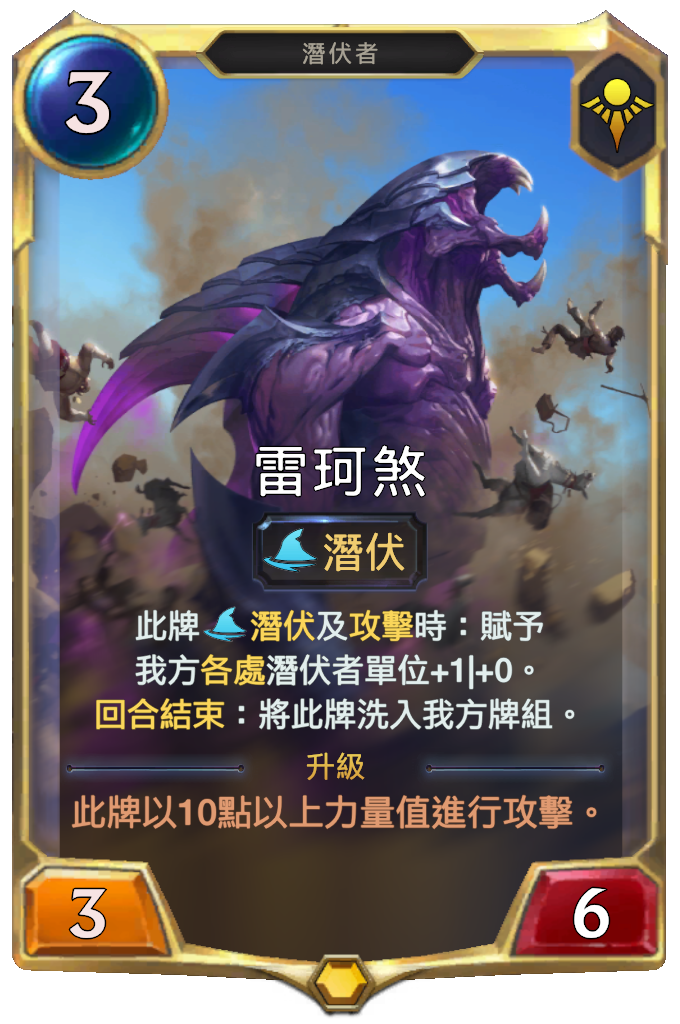 潛伏者
3
雷珂煞
潛伏
此牌潛伏及攻擊時：賦予
我方各處潛伏者單位+1|+0。
回合結束：將此牌洗入我方牌組。
升級
此牌以10點以上力量值進行攻擊。
3
6